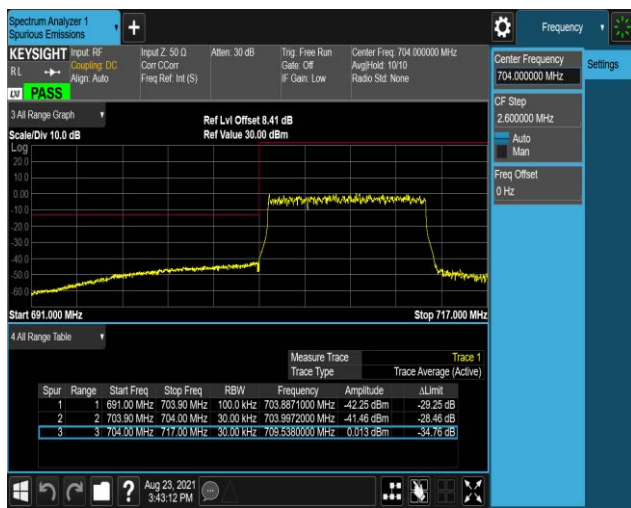 Spectrum Analyzer 1
Spurious Emissions
+
Frequency
KEYSIGHT
Input: RF
Coupling: DC
Align: Auto
Input Z: 50 Ω
Corr CCorr
Freq Ref: Int (S)
Atten: 30 dB
Trig: Free Run
Gate: Off
IF Gain: Low
Center Freq: 704.000000 MHz
Avg|Hold: 10/10
Radio Std: None
R L
LXI
PASS
Center Frequency
704.000000 MHz
Settings
CF Step
2.600000 MHz
Auto
Man
Freq Offset
0 Hz
3 All Range Graph
Ref Lvl Offset 8.41 dB
Scale/Div 10.0 dB
Ref Value 30.00 dBm
Log
20.0
10.0
0.00
-10.0
-20.0
-30.0
-40.0
-50.0
-60.0
Start 691.000 MHz
Stop 717.000 MHz
4 All Range Table
Measure Trace Trace 1
Trace Type Trace Average (Active)
Spur Range Start Freq Stop Freq RBW Frequency Amplitude ΔLimit
1 1 691.00 MHz 703.90 MHz 100.0 kHz 703.8871000 MHz -42.25 dBm -29.25 dB
2 2 703.90 MHz 704.00 MHz 30.00 kHz 703.9972000 MHz -41.46 dBm -28.46 dB
3 3 704.00 MHz 717.00 MHz 30.00 kHz 709.5380000 MHz 0.013 dBm -34.76 dB
?
Aug 23, 2021
3:43:12 PM